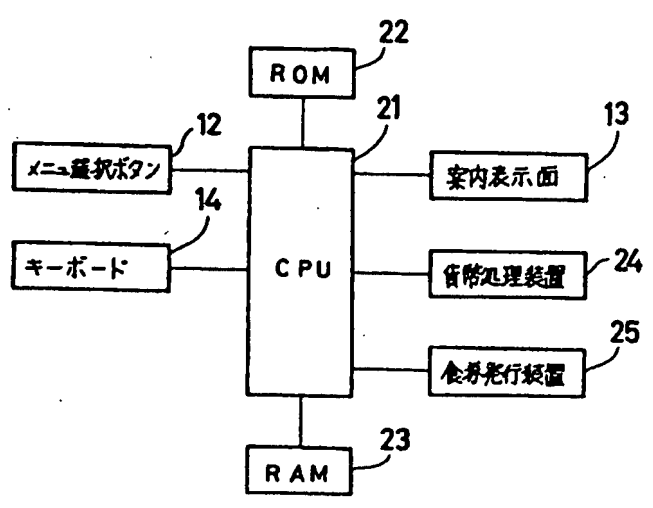 22
ROM
12
21
13
メニュ選択ボタン
案内表示面
14
キーボード
CPU
貨幣処理装置
24
25
食券発行装置
23
RAM